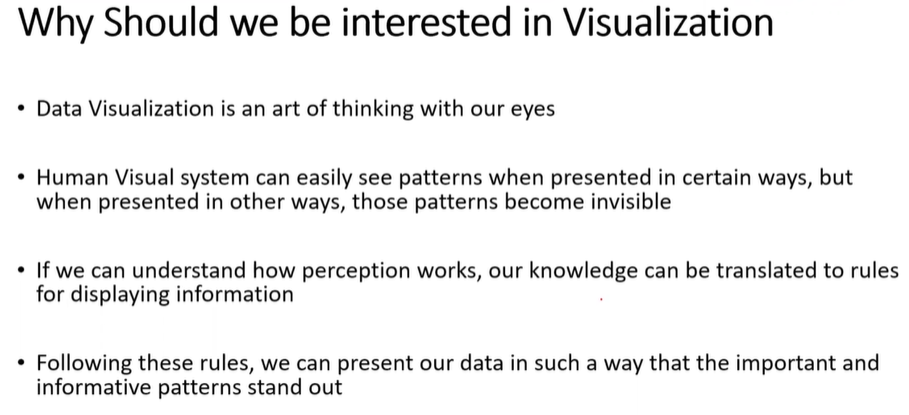 Why Should we be interested in Visualization
• Data Visualization is an art of thinking with our eyes
• Human Visual system can easily see patterns when presented in certain ways, but
when presented in other ways, those patterns become invisible
• If we can understand how perception works, our knowledge can be translated to rules
for displaying information
• Following these rules, we can present our data in such a way that the important and
informative patterns stand out